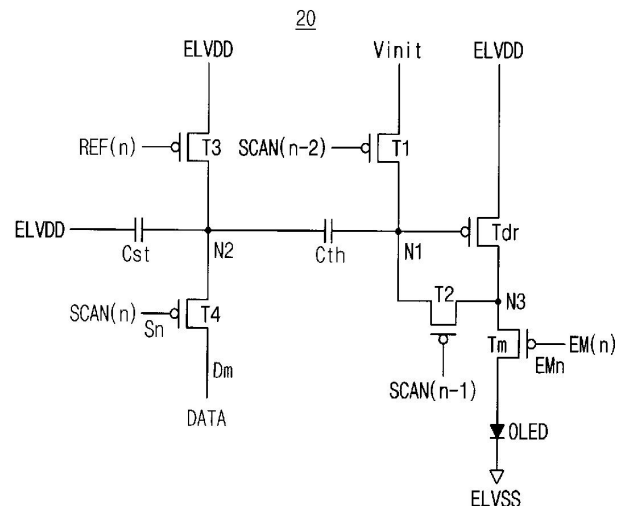 20
ELVDD Vinit ELVDD
REF(n) T3 SCAN(n-2) T1
ELVDD Cst N2 Cth N1 Tdr
SCAN(n) Sn T4 T2 N3
Dm Tm EMn EM(n)
DATA SCAN(n-1)
OLED
ELVSS